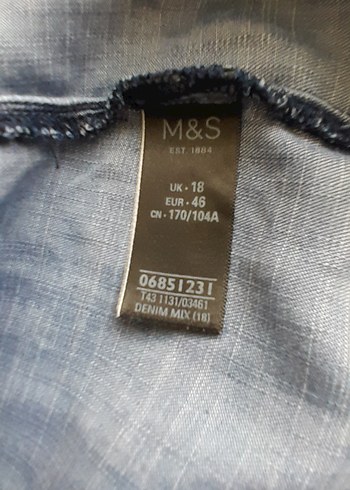 M&S
EST. 1884
UK • 18
EUR • 46
CN • 170/104A
06851231
T43 1131/03461
DENIM MIX (18)